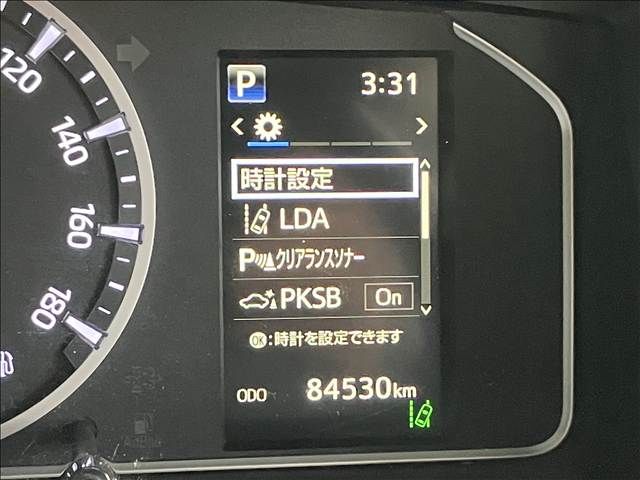 120
140
160
180
P 3:31
時計設定
LDA
Pクリアランスソナー
PKSB On
OK:時計を設定できます
ODO 84530km